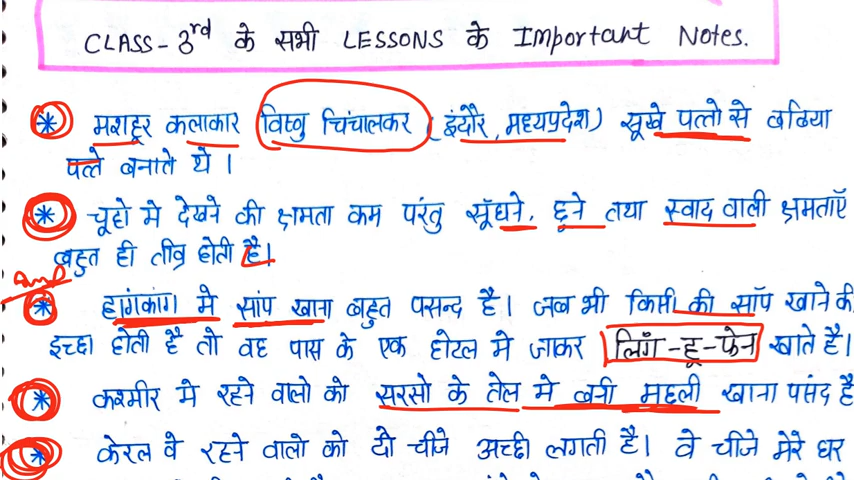 CLASS - 3rd के सभी LESSONS के Important Notes.
* मशहूर कलाकार विष्णु चिंचालकर (इंदौर, मध्यप्रदेश) सूखे पत्तो से बढिया
पत्ते बनाते थे।
* चूहो मे देखने की क्षमता कम परंतु सूँघने, छूने तथा स्वाद वाली क्षमताएँ
बहुत ही तीव्र होती है।
Imp
* हांगकांग मे सांप खाना बहुत पसन्द है। जब भी किसी की साँप खाने की
इच्छा होती है तो वह पास के एक होटल मे जाकर लिंग-हू-फेन खाते है।
* कश्मीर मे रहने वालो को सरसो के तेल मे बनी मछली खाना पसंद है
* केरल के रहने वालो को दो चीजे अच्छी लगती है। वे चीजे मेरे घर